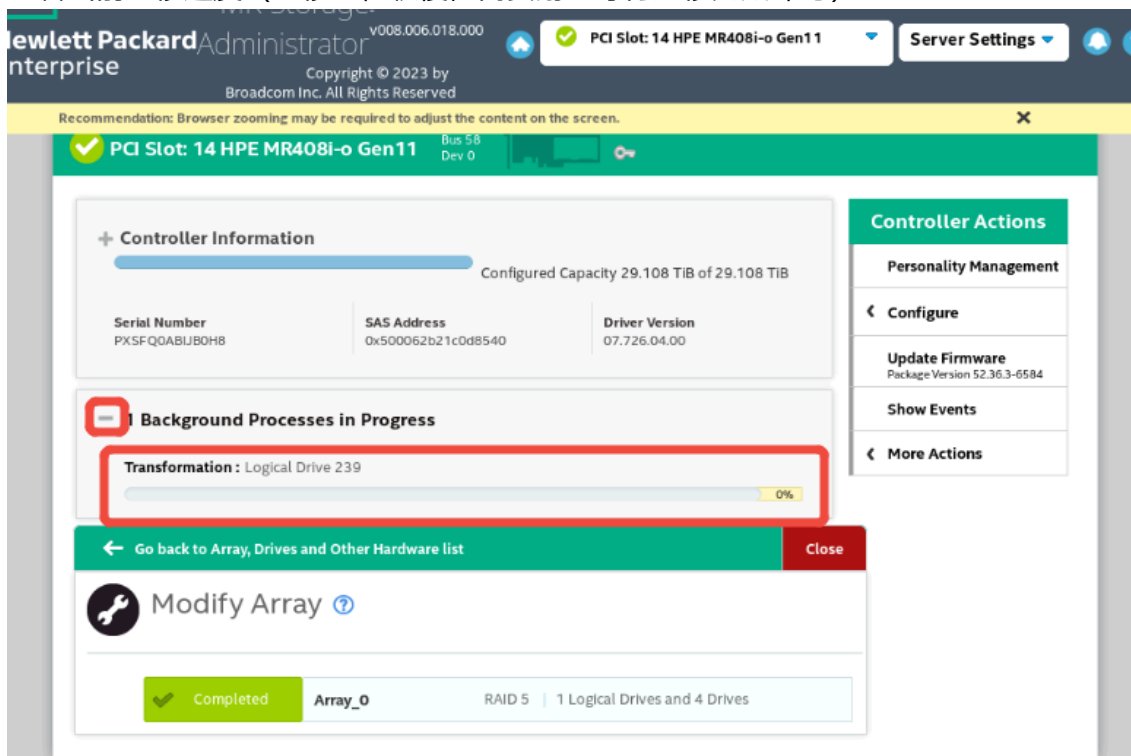 MR Storage
Hewlett Packard Administrator v008.006.018.000
PCI Slot: 14 HPE MR408i-o Gen11
Server Settings
Enterprise
Copyright © 2023 by
Broadcom Inc. All Rights Reserved
Recommendation: Browser zooming may be required to adjust the content on the screen.
PCI Slot: 14 HPE MR408i-o Gen11
Bus 58
Dev 0
Controller Information
Configured Capacity 29.108 TiB of 29.108 TiB
Serial Number
PXSFQ0ABIJB0H8
SAS Address
0x500062b21c0d8540
Driver Version
07.726.04.00
1 Background Processes in Progress
Transformation : Logical Drive 239
0%
Controller Actions
Personality Management
Configure
Update Firmware
Package Version 52.36.3-6584
Show Events
More Actions
Go back to Array, Drives and Other Hardware list
Close
Modify Array
Completed
Array_0
RAID 5 | 1 Logical Drives and 4 Drives